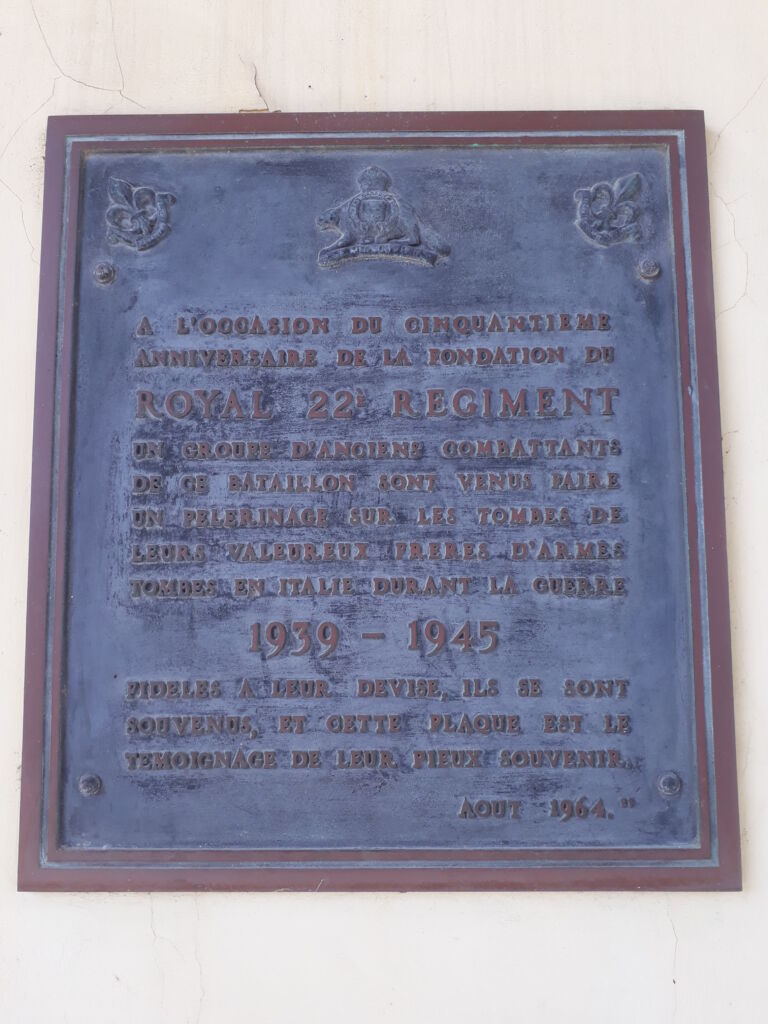 A L'OCCASION DU CINQUANTIEME
ANNIVERSAIRE DE LA FONDATION DU
ROYAL 22E REGIMENT
UN GROUPE D'ANCIENS COMBATTANTS
DE CE BATAILLON SONT VENUS FAIRE
UN PELERINAGE SUR LES TOMBES DE
LEURS VALEUREUX FRERES D'ARMES
TOMBES EN ITALIE DURANT LA GUERRE
1939 - 1945
FIDELES A LEUR DEVISE, ILS SE SONT
SOUVENUS, ET CETTE PLAQUE EST LE
TEMOIGNAGE DE LEUR PIEUX SOUVENIR.
AOUT 1964.